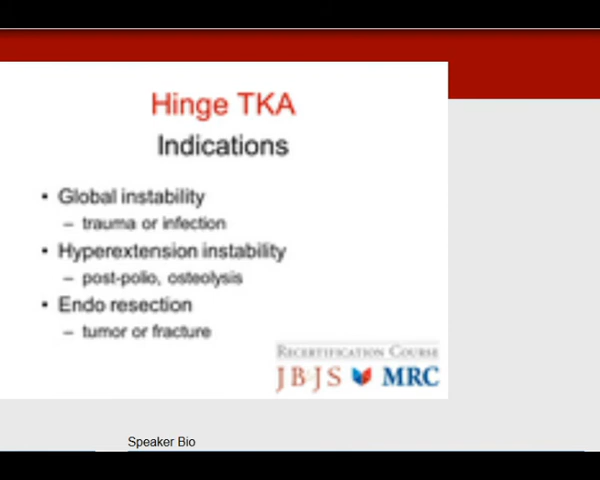 Hinge TKA
Indications
• Global instability
– trauma or infection
• Hyperextension instability
– post-polio, osteolysis
• Endo resection
– tumor or fracture
RECERTIFICATION COURSE
JBJS MRC
Speaker Bio